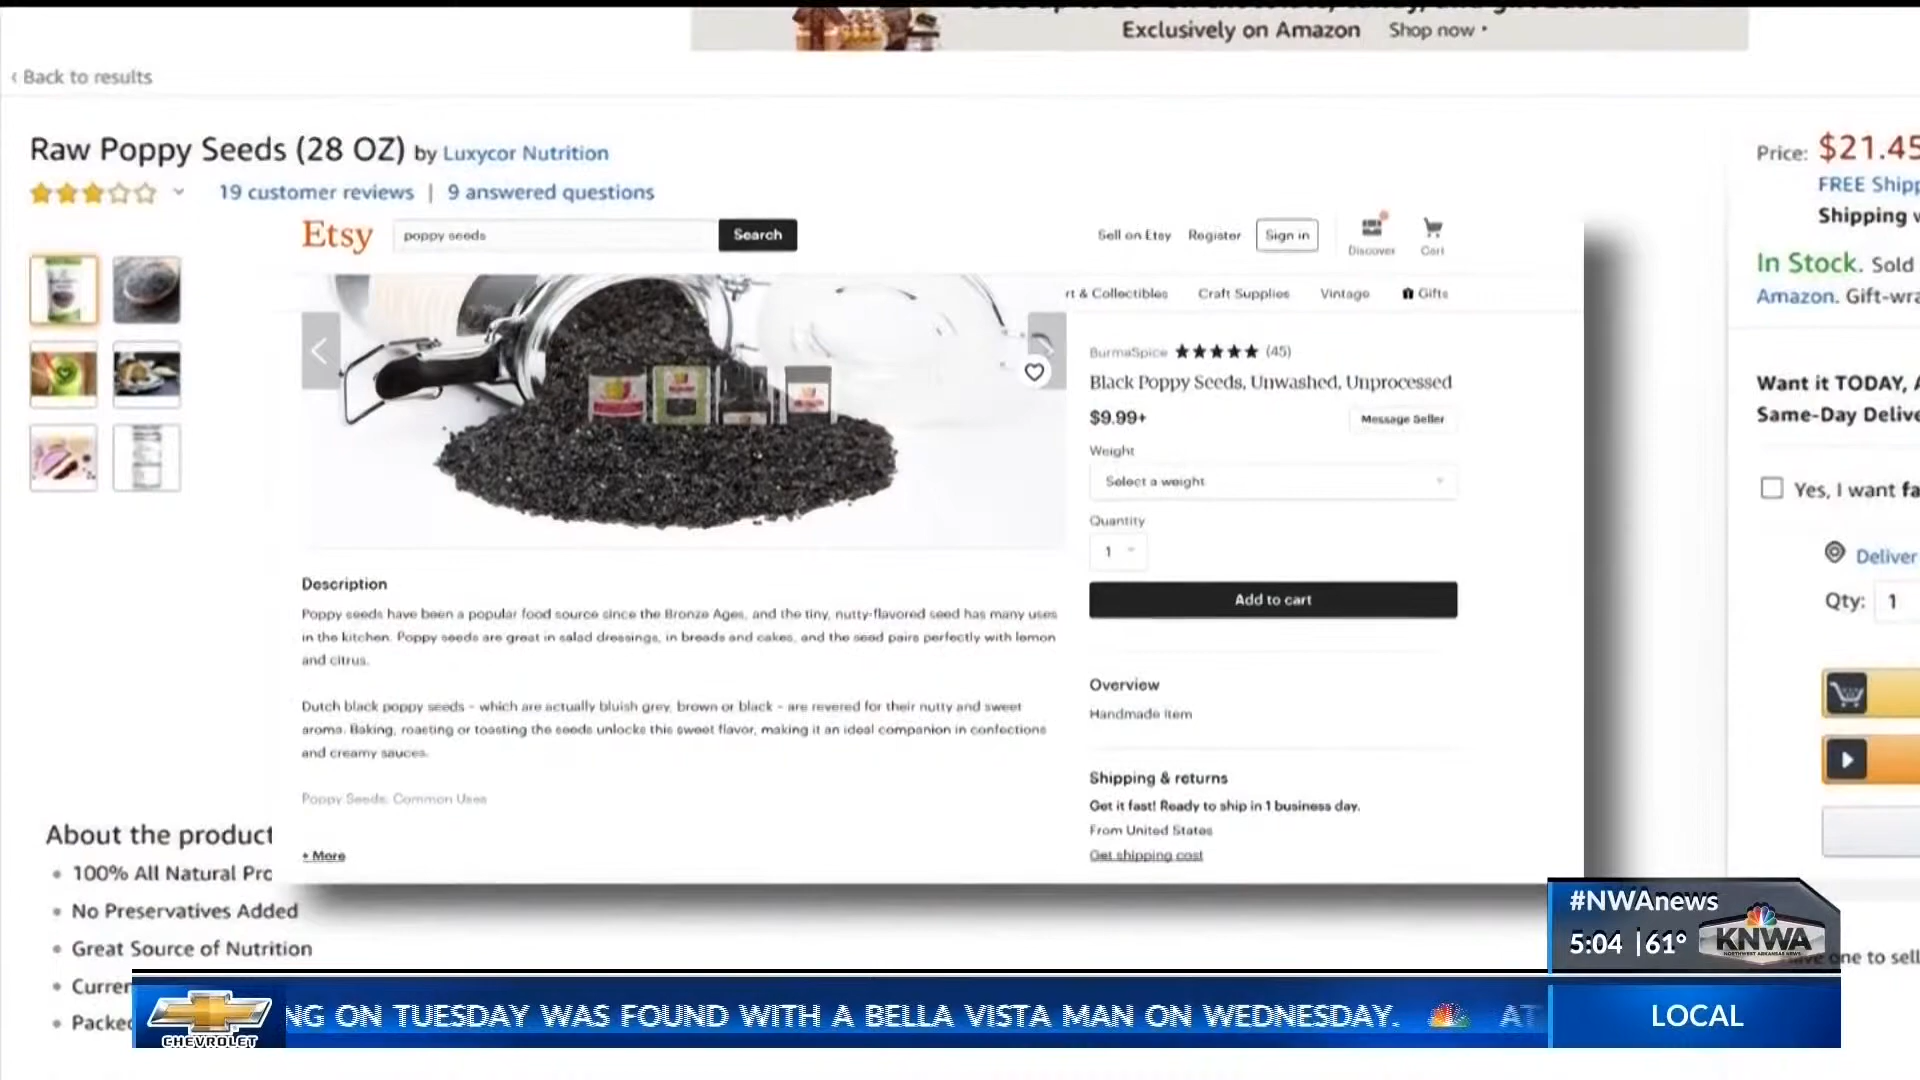 Exclusively on Amazon Shop now
‹ Back to results
Raw Poppy Seeds (28 OZ) by Luxycor Nutrition
19 customer reviews | 9 answered questions
Price: $21.45
FREE Shipp
Shipping
In Stock. Sold
Amazon. Gift-wra
Want it TODAY, A
Same-Day Delive
Yes, I want fa
Deliver
Qty: 1
Etsy
poppy seeds
Search
Sell on Etsy Register Sign in
Discover
Cart
rt & Collectibles Craft Supplies Vintage Gifts
BurmaSpice ★★★★★ (45)
Black Poppy Seeds, Unwashed, Unprocessed
$9.99+
Message Seller
Weight
Select a weight
Quantity
1
Add to cart
Description
Poppy seeds have been a popular food source since the Bronze Ages, and the tiny, nutty-flavored seed has many uses
in the kitchen. Poppy seeds are great in salad dressings, in breads and cakes, and the seed pairs perfectly with lemon
and citrus.
Dutch black poppy seeds - which are actually bluish grey, brown or black - are revered for their nutty and sweet
aroma. Baking, roasting or toasting the seeds unlocks this sweet flavor, making it an ideal companion in confections
and creamy sauces.
Poppy Seeds: Common Uses
+ More
Overview
Handmade item
Shipping & returns
Get it fast! Ready to ship in 1 business day.
From United States
Get shipping cost
About the product
• 100% All Natural Pro
• No Preservatives Added
• Great Source of Nutrition
• Curren
• Packed
one to sell
#NWAnews
5:04 | 61°
KNWA
NORTHWEST ARKANSAS NEWS
CHEVROLET
NG ON TUESDAY WAS FOUND WITH A BELLA VISTA MAN ON WEDNESDAY. AT
LOCAL